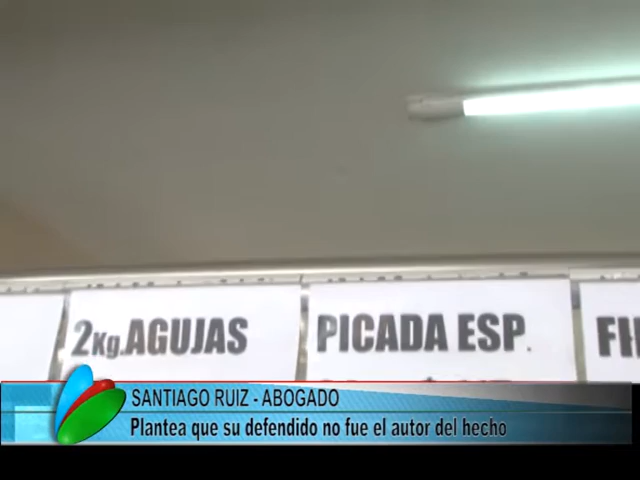 2Kg.AGUJAS
PICADA ESP.
SANTIAGO RUIZ - ABOGADO
Plantea que su defendido no fue el autor del hecho